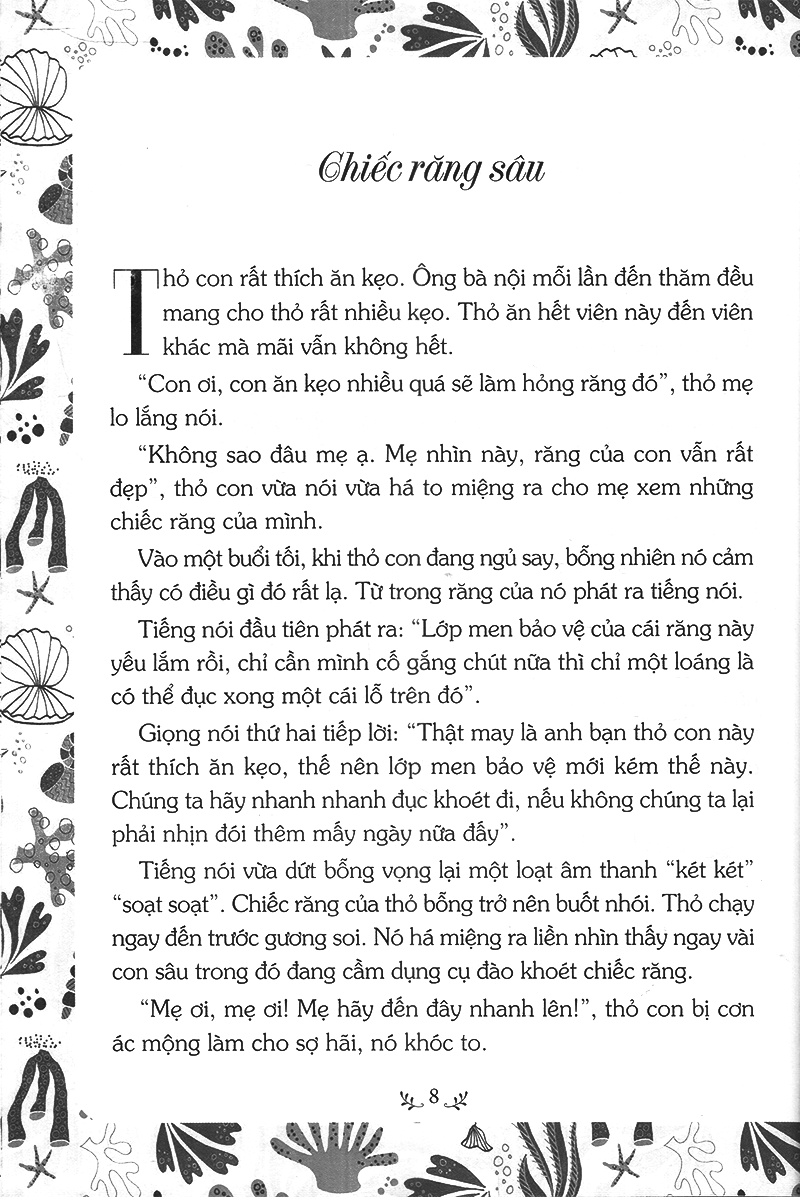 Chiếc răng sâu
Thỏ con rất thích ăn kẹo. Ông bà nội mỗi lần đến thăm đều
mang cho thỏ rất nhiều kẹo. Thỏ ăn hết viên này đến viên
khác mà mãi vẫn không hết.
“Con ơi, con ăn kẹo nhiều quá sẽ làm hỏng răng đó”, thỏ mẹ
lo lắng nói.
“Không sao đâu mẹ ạ. Mẹ nhìn này, răng của con vẫn rất
đẹp”, thỏ con vừa nói vừa há to miệng ra cho mẹ xem những
chiếc răng của mình.
Vào một buổi tối, khi thỏ con đang ngủ say, bỗng nhiên nó cảm
thấy có điều gì đó rất lạ. Từ trong răng của nó phát ra tiếng nói.
Tiếng nói đầu tiên phát ra: “Lớp men bảo vệ của cái răng này
yếu lắm rồi, chỉ cần mình cố gắng chút nữa thì chỉ một loáng là
có thể đục xong một cái lỗ trên đó”.
Giọng nói thứ hai tiếp lời: “Thật may là anh bạn thỏ con này
rất thích ăn kẹo, thế nên lớp men bảo vệ mới kém thế này.
Chúng ta hãy nhanh nhanh đục khoét đi, nếu không chúng ta lại
phải nhịn đói thêm mấy ngày nữa đấy”.
Tiếng nói vừa dứt bỗng vọng lại một loạt âm thanh “két két”
“soạt soạt”. Chiếc răng của thỏ bỗng trở nên buốt nhói. Thỏ chạy
ngay đến trước gương soi. Nó há miệng ra liền nhìn thấy ngay vài
con sâu trong đó đang cầm dụng cụ đào khoét chiếc răng.
“Mẹ ơi, mẹ ơi! Mẹ hãy đến đây nhanh lên!”, thỏ con bị cơn
ác mộng làm cho sợ hãi, nó khóc to.
8